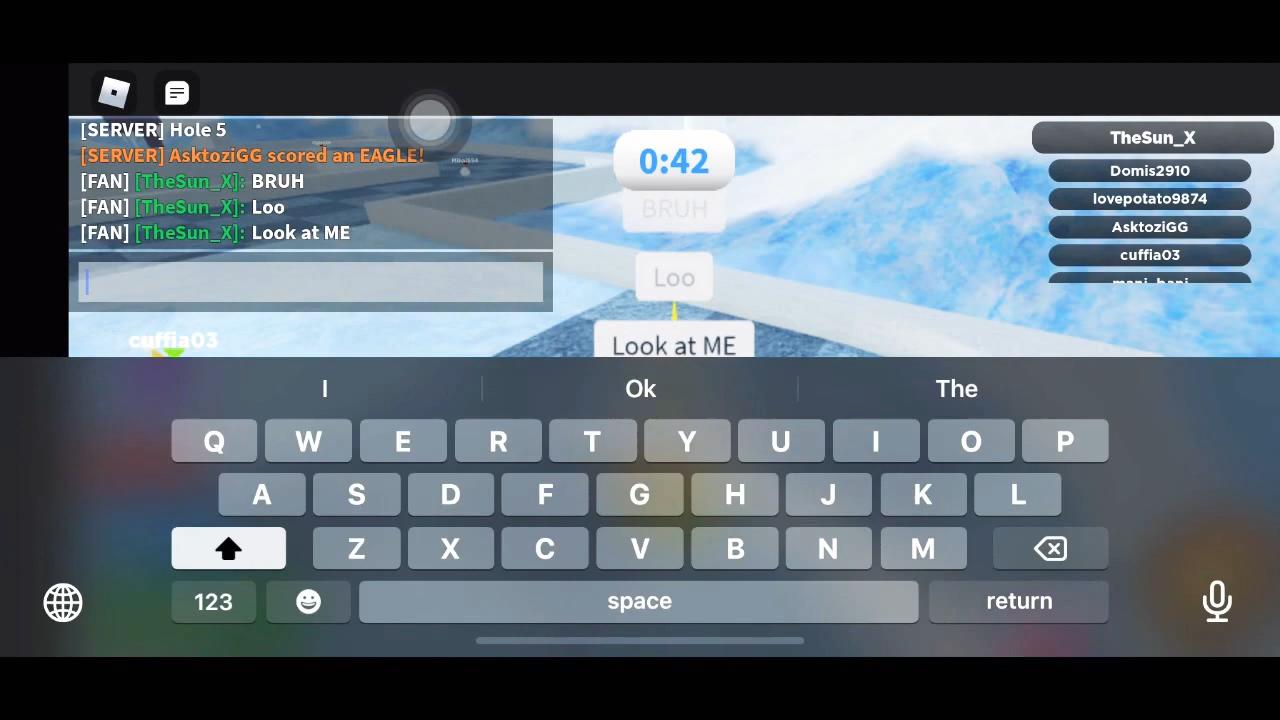 [SERVER] Hole 5
[SERVER] AsktoziGG scored an EAGLE!
[FAN] [TheSun_X]: BRUH
[FAN] [TheSun_X]: Loo
[FAN] [TheSun_X]: Look at ME
0:42
BRUH
Loo
Look at ME
TheSun_X
Domis2910
lovepotato9874
AsktoziGG
cuffia03
cuffia03
I Ok The
Q W E R T Y U I O P
A S D F G H J K L
Z X C V B N M
123 space return